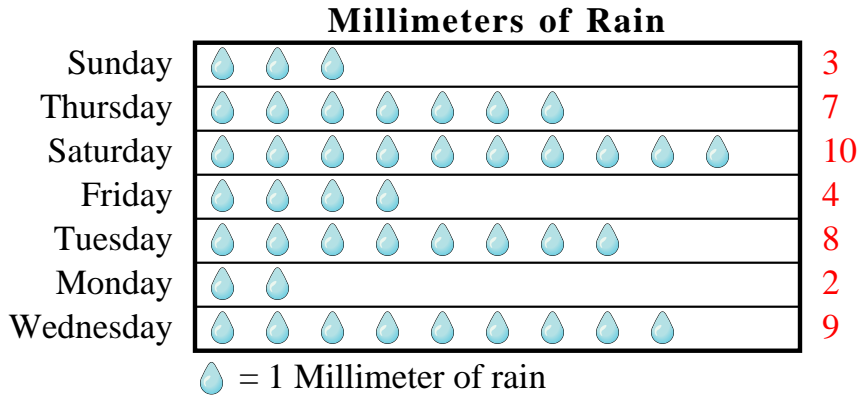 Millimeters of Rain
Sunday 3
Thursday 7
Saturday 10
Friday 4
Tuesday 8
Monday 2
Wednesday 9
= 1 Millimeter of rain